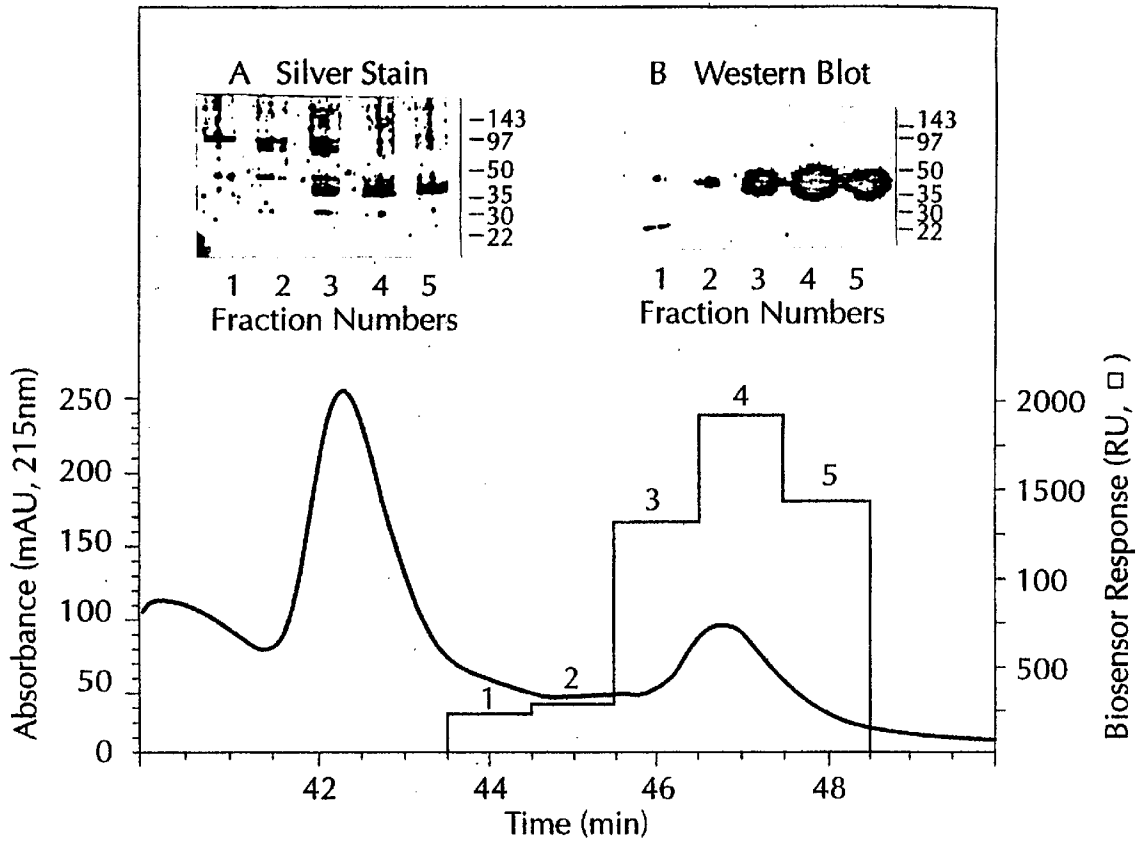 A Silver Stain
-143
-97
-50
-35
-30
-22
1 2 3 4 5
Fraction Numbers
B Western Blot
-143
-97
-50
-35
-30
-22
1 2 3 4 5
Fraction Numbers
Absorbance (mAU, 215nm)
250
200
150
100
50
0
1
2
3
4
5
2000
1500
100
500
Biosensor Response (RU, □ )
42 44 46 48
Time (min)